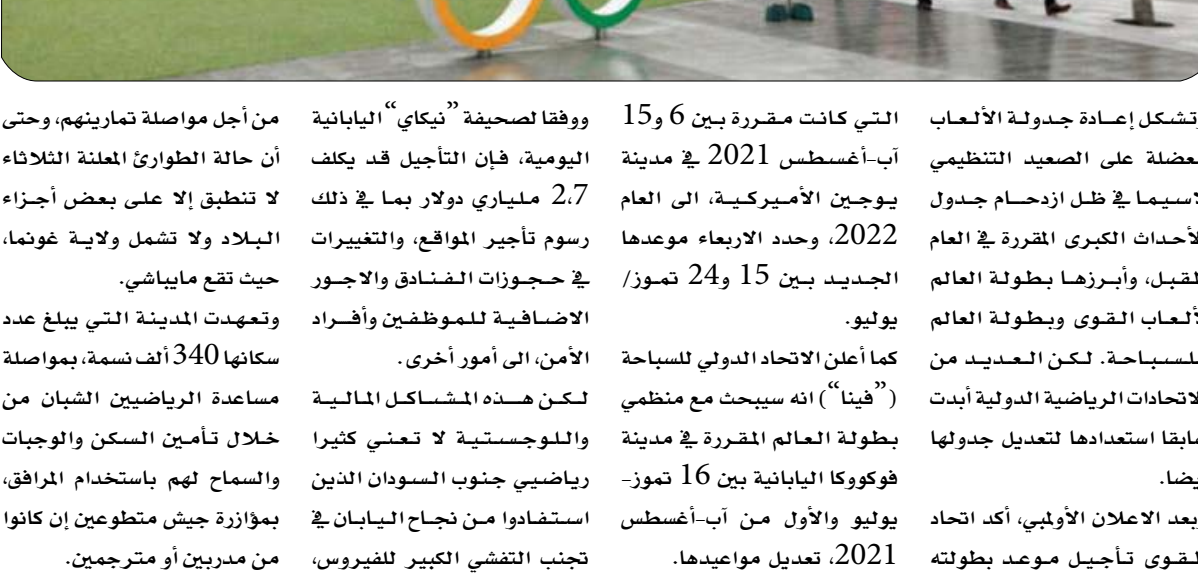 وتشكل إعادة جدولة الألعاب
معضلة على الصعيد التنظيمي
لاسيما في ظل ازدحام جدول
الأحداث الكبرى المقررة في العام
المقبل، وأبرزها بطولة العالم
لألعاب القوى وبطولة العالم
للسباحة. لكن العديد من
الاتحادات الرياضية الدولية أبدت
سابقا استعدادها لتعديل جدولها
أيضا.
وبعد الاعلان الأولمبي، أكد اتحاد
القوى تأجيل موعد بطولته
التي كانت مقررة بين 6 و15
آب-أغسطس 2021 في مدينة
يوجين الأميركية، الى العام
2022، وحدد الاربعاء موعدها
الجديد بين 15 و24 تموز/
يوليو.
كما أعلن الاتحاد الدولي للسباحة
(“فينا“) انه سيبحث مع منظمي
بطولة العالم المقررة في مدينة
فوكووكا اليابانية بين 16 تموز-
يوليو والأول من آب-أغسطس
2021، تعديل مواعيدها.
ووفقا لصحيفة “نيكاي“ اليابانية
اليومية، فإن التأجيل قد يكلف
2،7 ملياري دولار بما في ذلك
رسوم تأجير المواقع، والتغييرات
في حجوزات الفنادق والاجور
الاضافية للموظفين وأفراد
الأمن، الى أمور أخرى.
لكن هذه المشاكل المالية
واللوجستية لا تعني كثيرا
رياضيي جنوب السودان الذين
استفادوا من نجاح اليابان في
تجنب التفشي الكبير للفيروس،
من أجل مواصلة تمارينهم، وحتى
أن حالة الطوارئ المعلنة الثلاثاء
لا تنطبق إلا على بعض أجزاء
البلاد ولا تشمل ولاية غونما،
حيث تقع مايباشي.
وتعهدت المدينة التي يبلغ عدد
سكانها 340 ألف نسمة، بمواصلة
مساعدة الرياضيين الشبان من
خلال تأمين السكن والوجبات
والسماح لهم باستخدام المرافق،
بمؤازرة جيش متطوعين إن كانوا
من مدربين أو مترجمين.